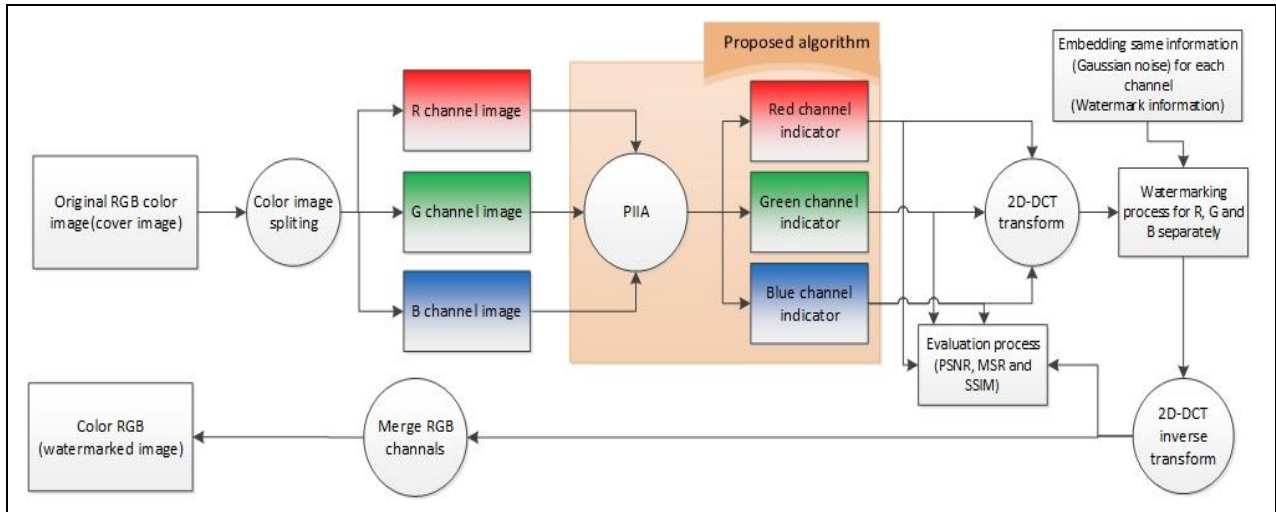 Proposed algorithm
Embedding same information
(Gaussian noise) for each
channel
(Watermark information)
R channel image
Red channel
indicator
Original RGB color
image(cover image)
Color image
spliting
G channel image
PIIA
Green channel
indicator
2D-DCT
transform
Watermarking
process for R, G and
B separately
B channel image
Blue channel
indicator
Evaluation process
(PSNR, MSR and
SSIM)
Color RGB
(watermarked image)
Merge RGB
channels
2D-DCT
inverse
transform